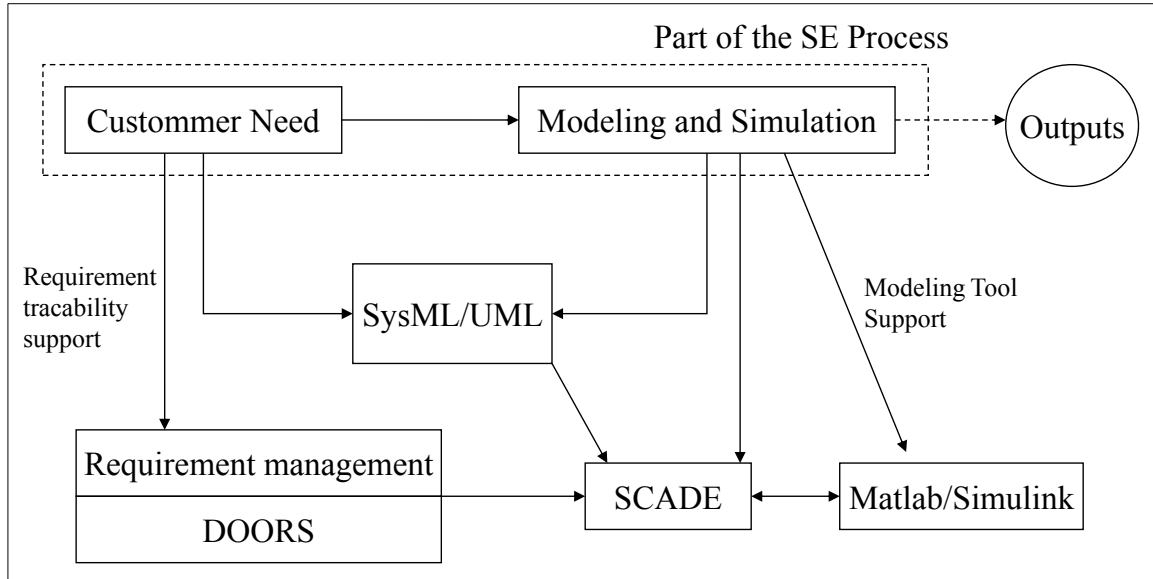 Part of the SE Process
Custommer Need
Modeling and Simulation
Outputs
Requirement
tracability
support
SysML/UML
Modeling Tool
Support
Requirement management
DOORS
SCADE
Matlab/Simulink